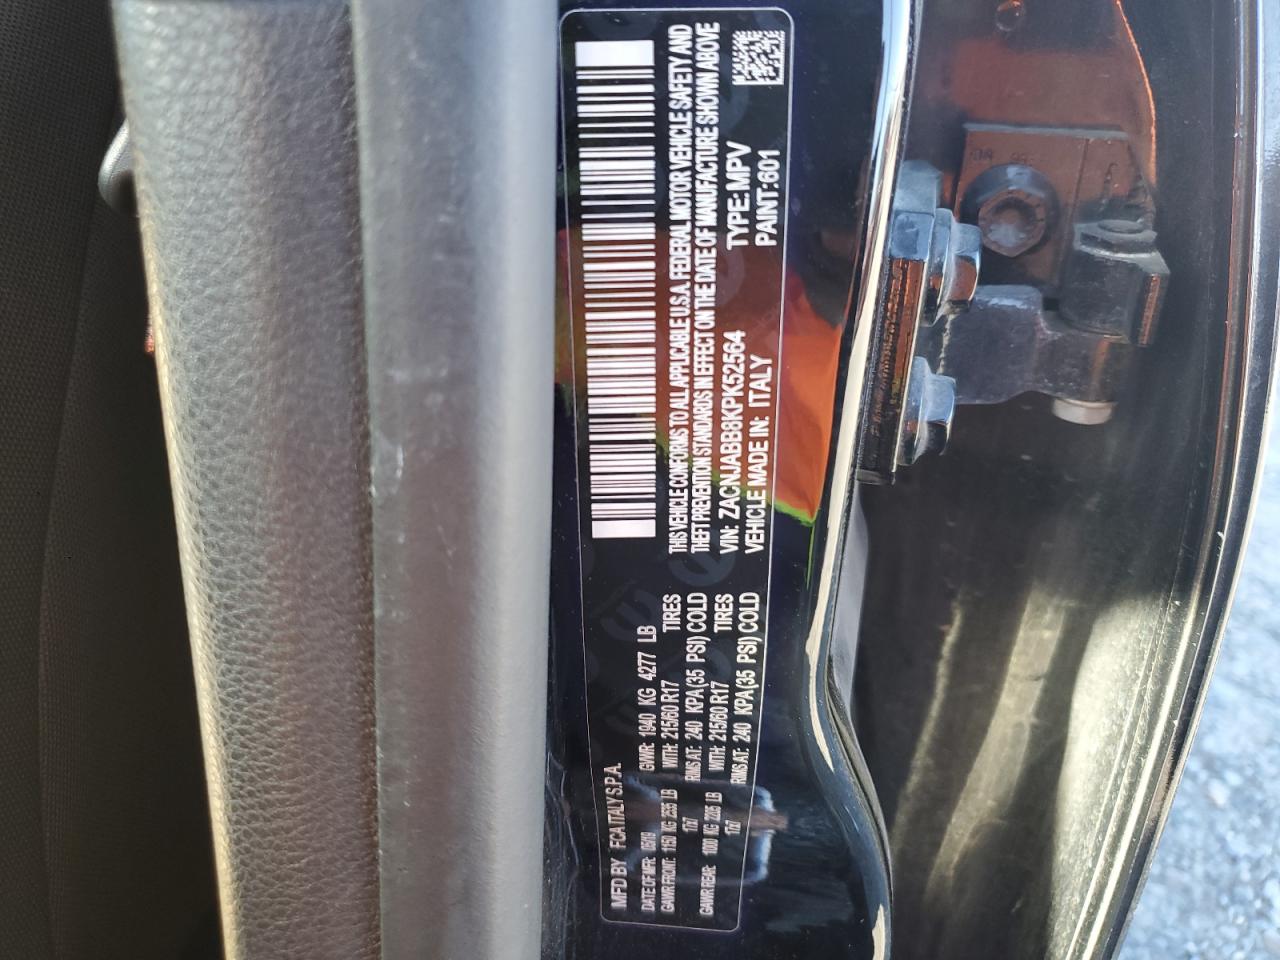 MFD BY FCA ITALY S.P.A.
DATE OF MFR: 05/19 GVWR: 1940 KG 4277 LB
GAWR FRONT: 1150 KG 2535 LB WITH: 215/60 R17 TIRES
17x7 RIMS AT: 240 KPA(35 PSI) COLD
GAWR REAR: 1000 KG 2205 LB WITH: 215/60 R17 TIRES
17x7 RIMS AT: 240 KPA(35 PSI) COLD
THIS VEHICLE CONFORMS TO ALL APPLICABLE U.S.A. FEDERAL MOTOR VEHICLE SAFETY AND
THEFT PREVENTION STANDARDS IN EFFECT ON THE DATE OF MANUFACTURE SHOWN ABOVE
VIN: ZACNJABB8KPK52564 TYPE: MPV
VEHICLE MADE IN: ITALY PAINT:601